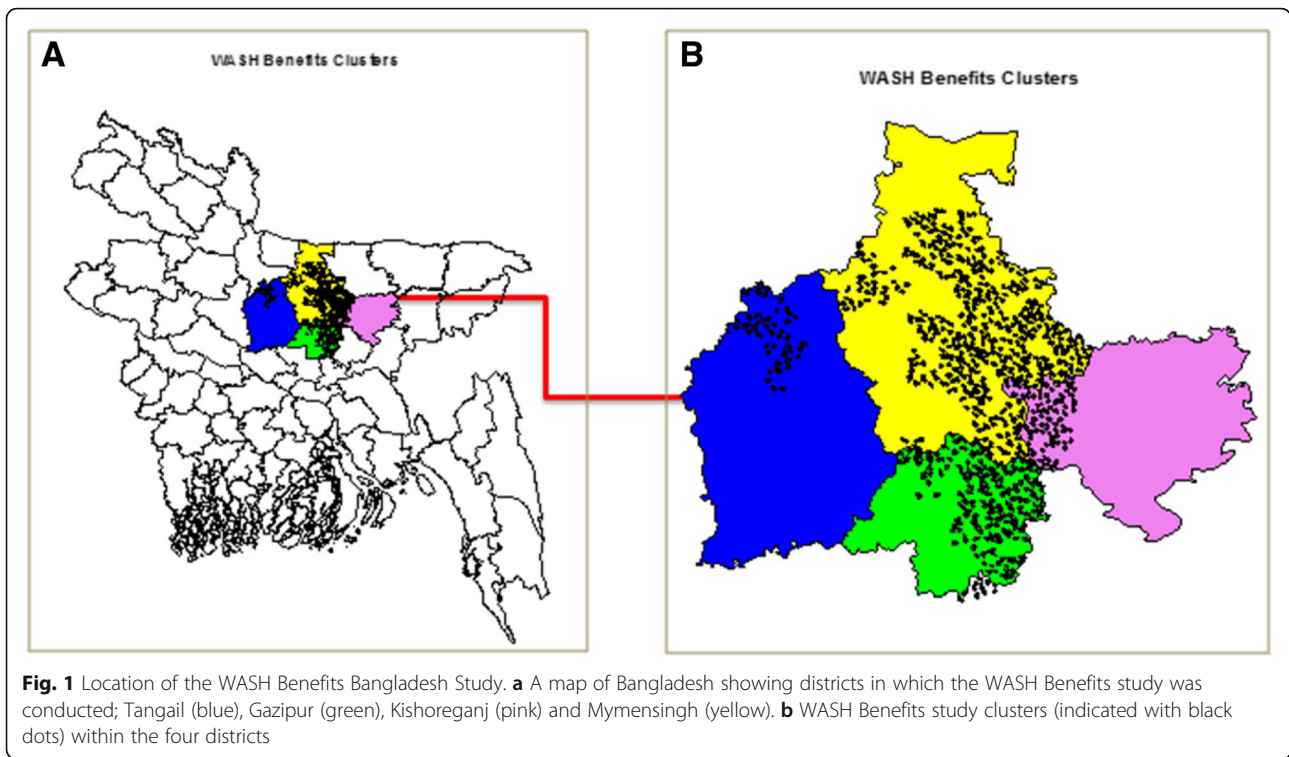 A
WASH Benefits Clusters
B
WASH Benefits Clusters
Fig. 1 Location of the WASH Benefits Bangladesh Study. a A map of Bangladesh showing districts in which the WASH Benefits study was
conducted; Tangail (blue), Gazipur (green), Kishoreganj (pink) and Mymensingh (yellow). b WASH Benefits study clusters (indicated with black
dots) within the four districts